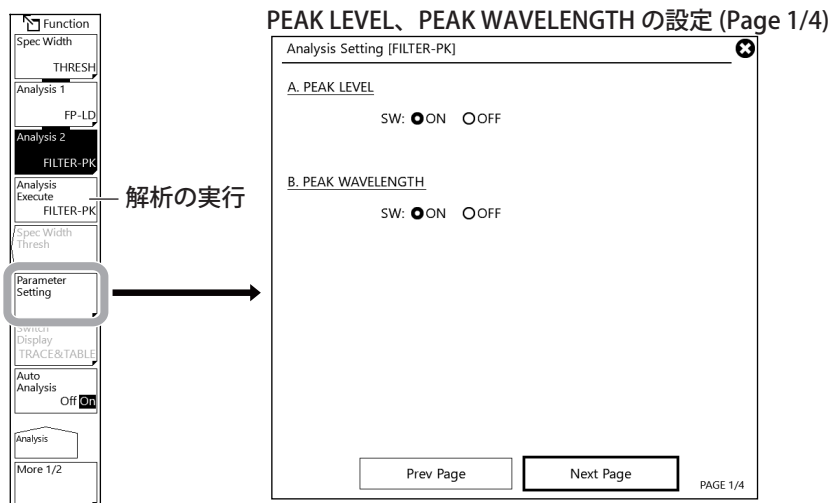 Function
Spec Width
THRESH
Analysis 1
FP-LD
Analysis 2
FILTER-PK
Analysis
Execute
FILTER-PK
Spec Width
Thresh
Parameter
Setting
Switch
Display
TRACE&TABLE
Auto
Analysis
Off On
Analysis
More 1/2
解析の実行
PEAK LEVEL、PEAK WAVELENGTH の設定 (Page 1/4)
Analysis Setting [FILTER-PK]
A. PEAK LEVEL
SW: ON OFF
B. PEAK WAVELENGTH
SW: ON OFF
Prev Page
Next Page
PAGE 1/4